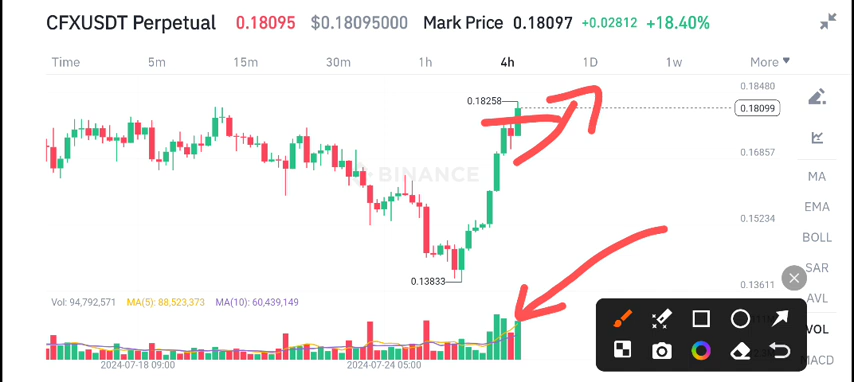 CFXUSDT Perpetual 0.18095 $0.18095000 Mark Price 0.18097 +0.02812 +18.40%
Time 5m 15m 30m 1h 4h 1D 1w More
0.18480
0.18258
0.18099
0.16857
BINANCE
MA
EMA
0.15234
BOLL
SAR
0.13833
0.13611
AVL
Vol: 94,792,571 MA(5): 88,523,373 MA(10): 60,439,149
VOL
MACD
2024-07-18 09:00 2024-07-24 05:00